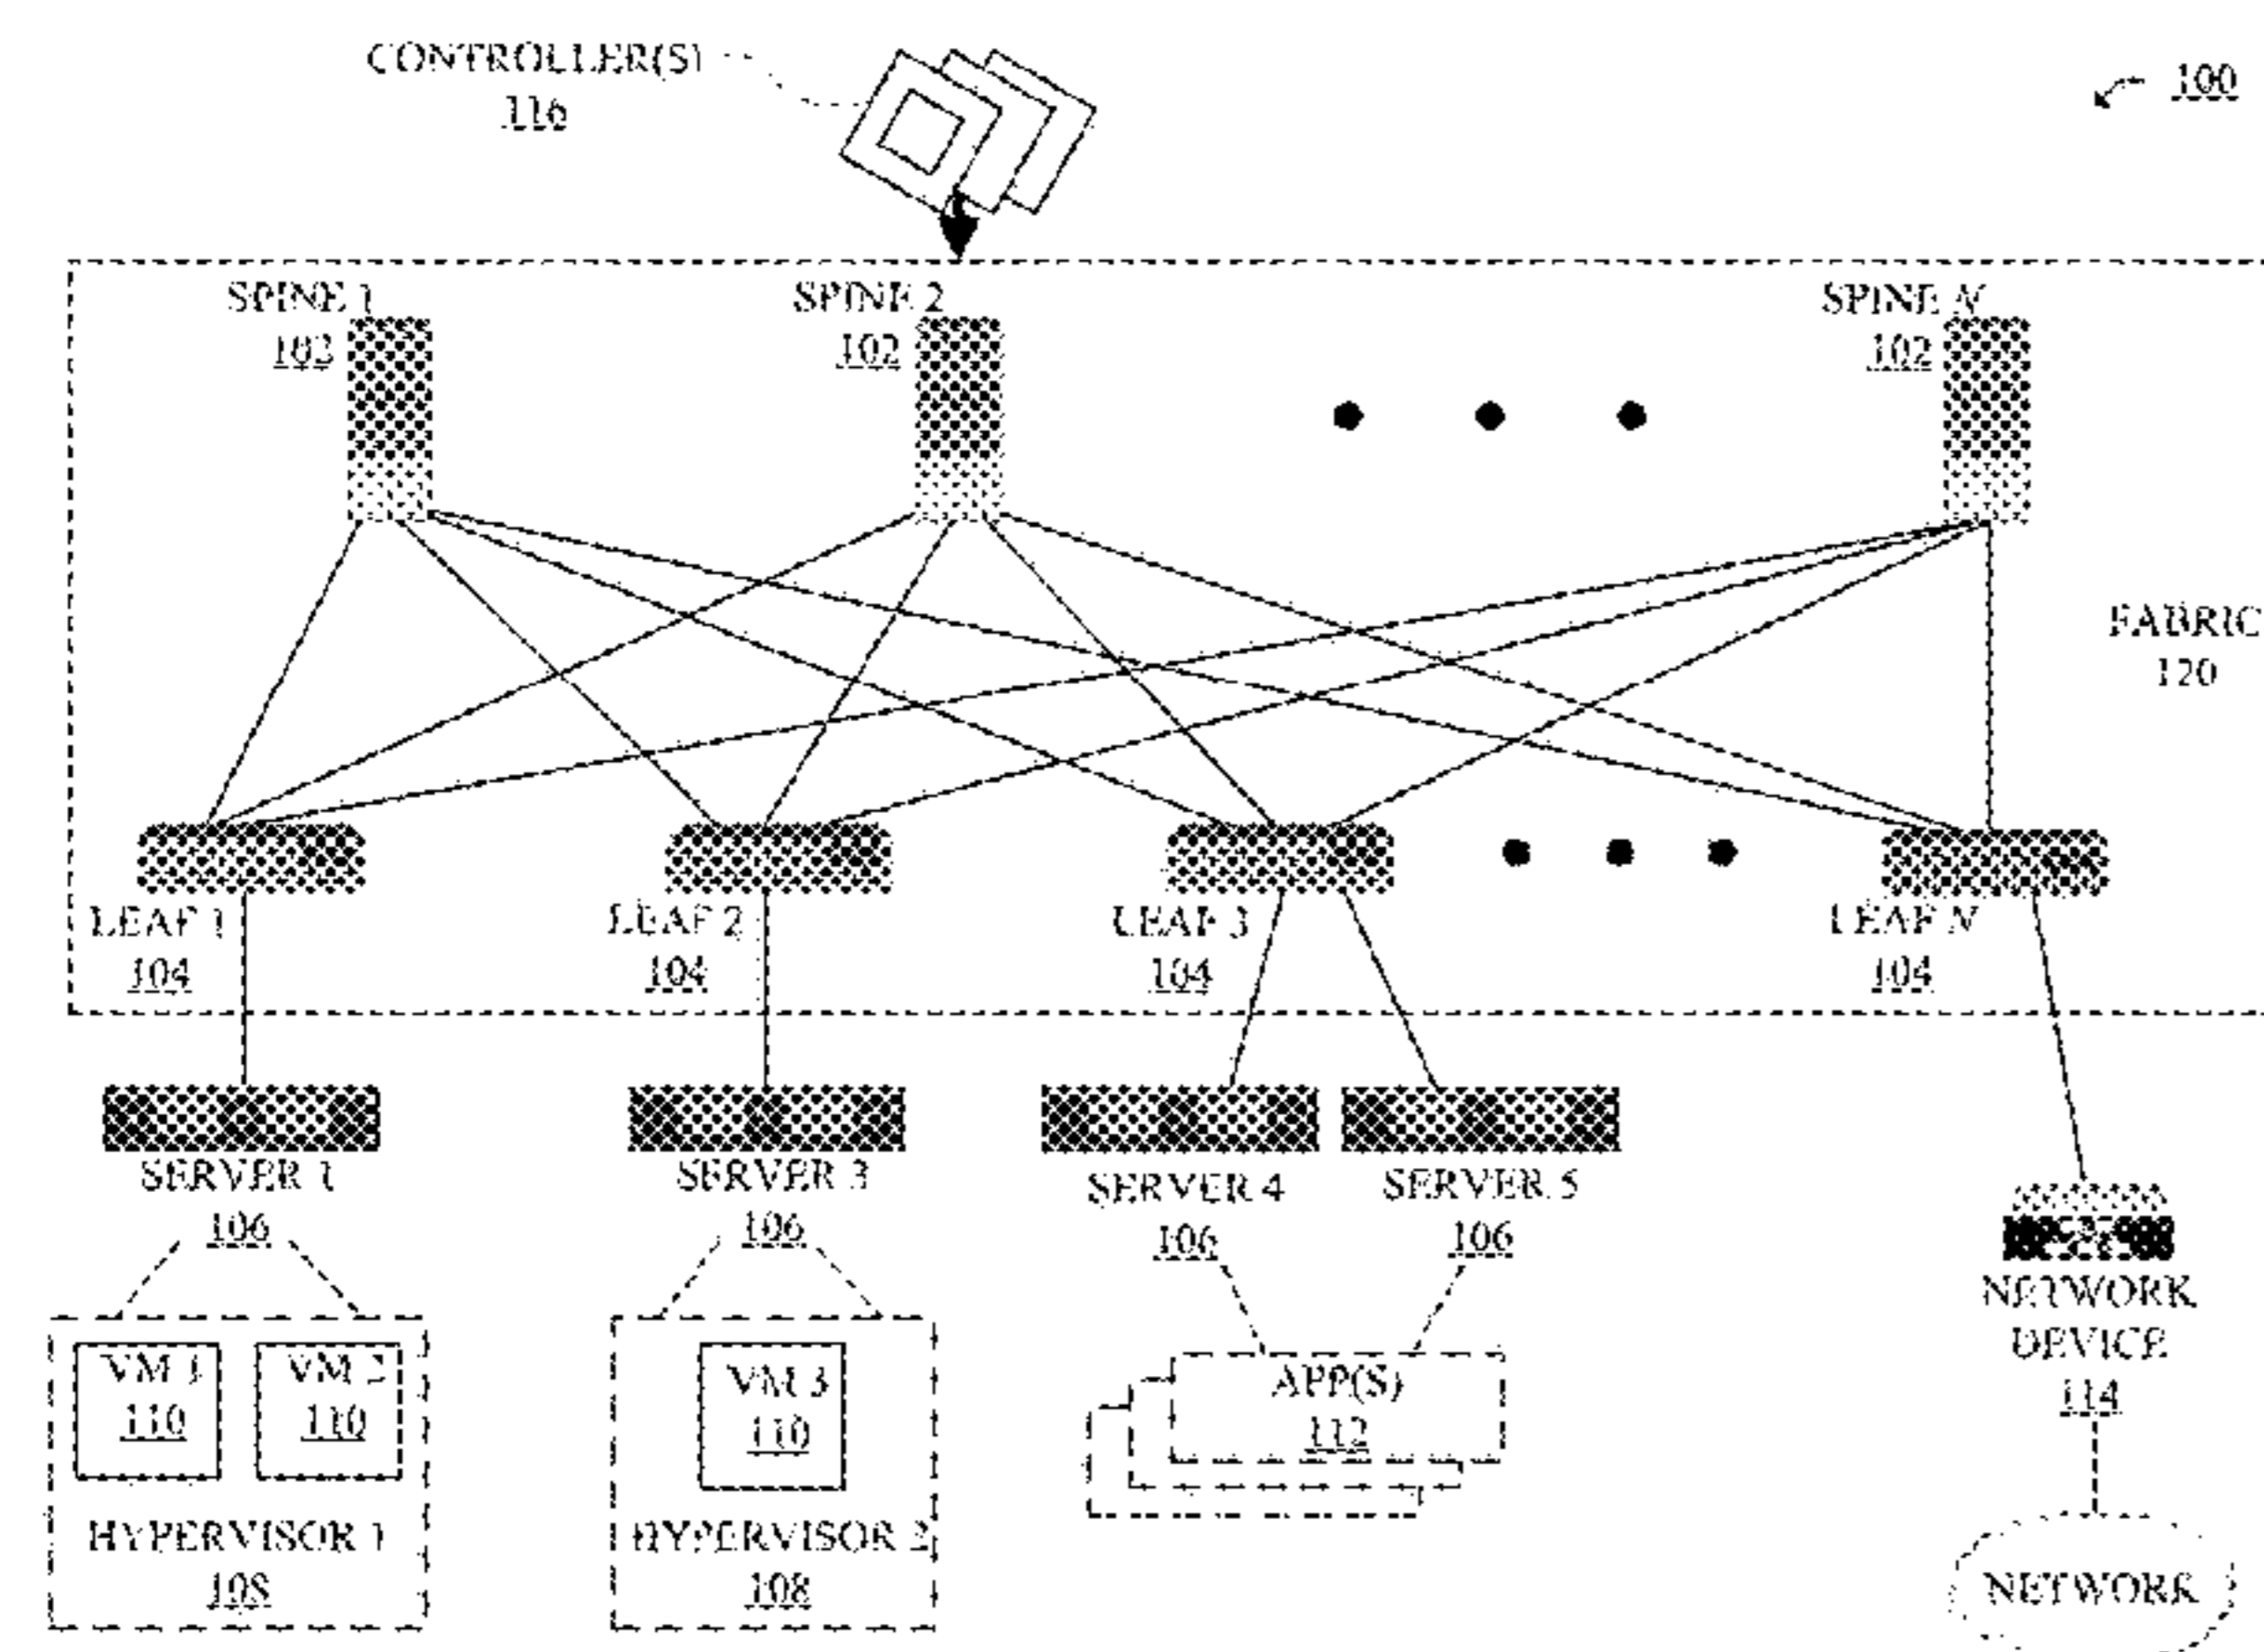 CONTROLLER(S)
116
100
SPINE 1
102
SPINE 2
102
SPINE N
102
FABRIC
120
LEAF 1
104
LEAF 2
104
LEAF 3
104
LEAF N
104
SERVER 1
106
SERVER 3
106
SERVER 4
106
SERVER 5
106
NETWORK
DEVICE
114
VM 1
110
VM 2
110
HYPERVISOR 1
108
VM 3
110
HYPERVISOR 2
108
APP(S)
112
NETWORK